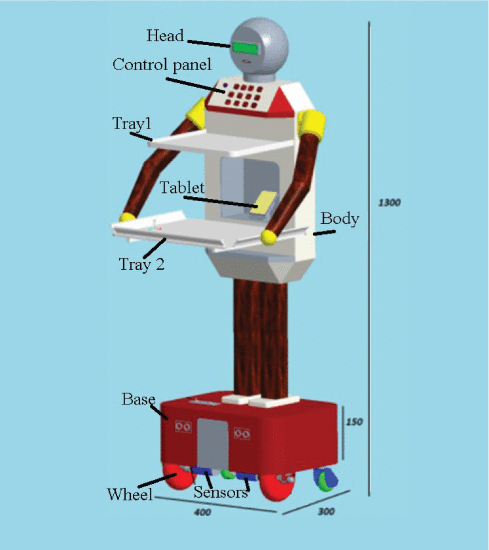 Head
Control panel
Tray1
Tablet
Body
1300
Tray 2
Base
150
Wheel
Sensors
400
300